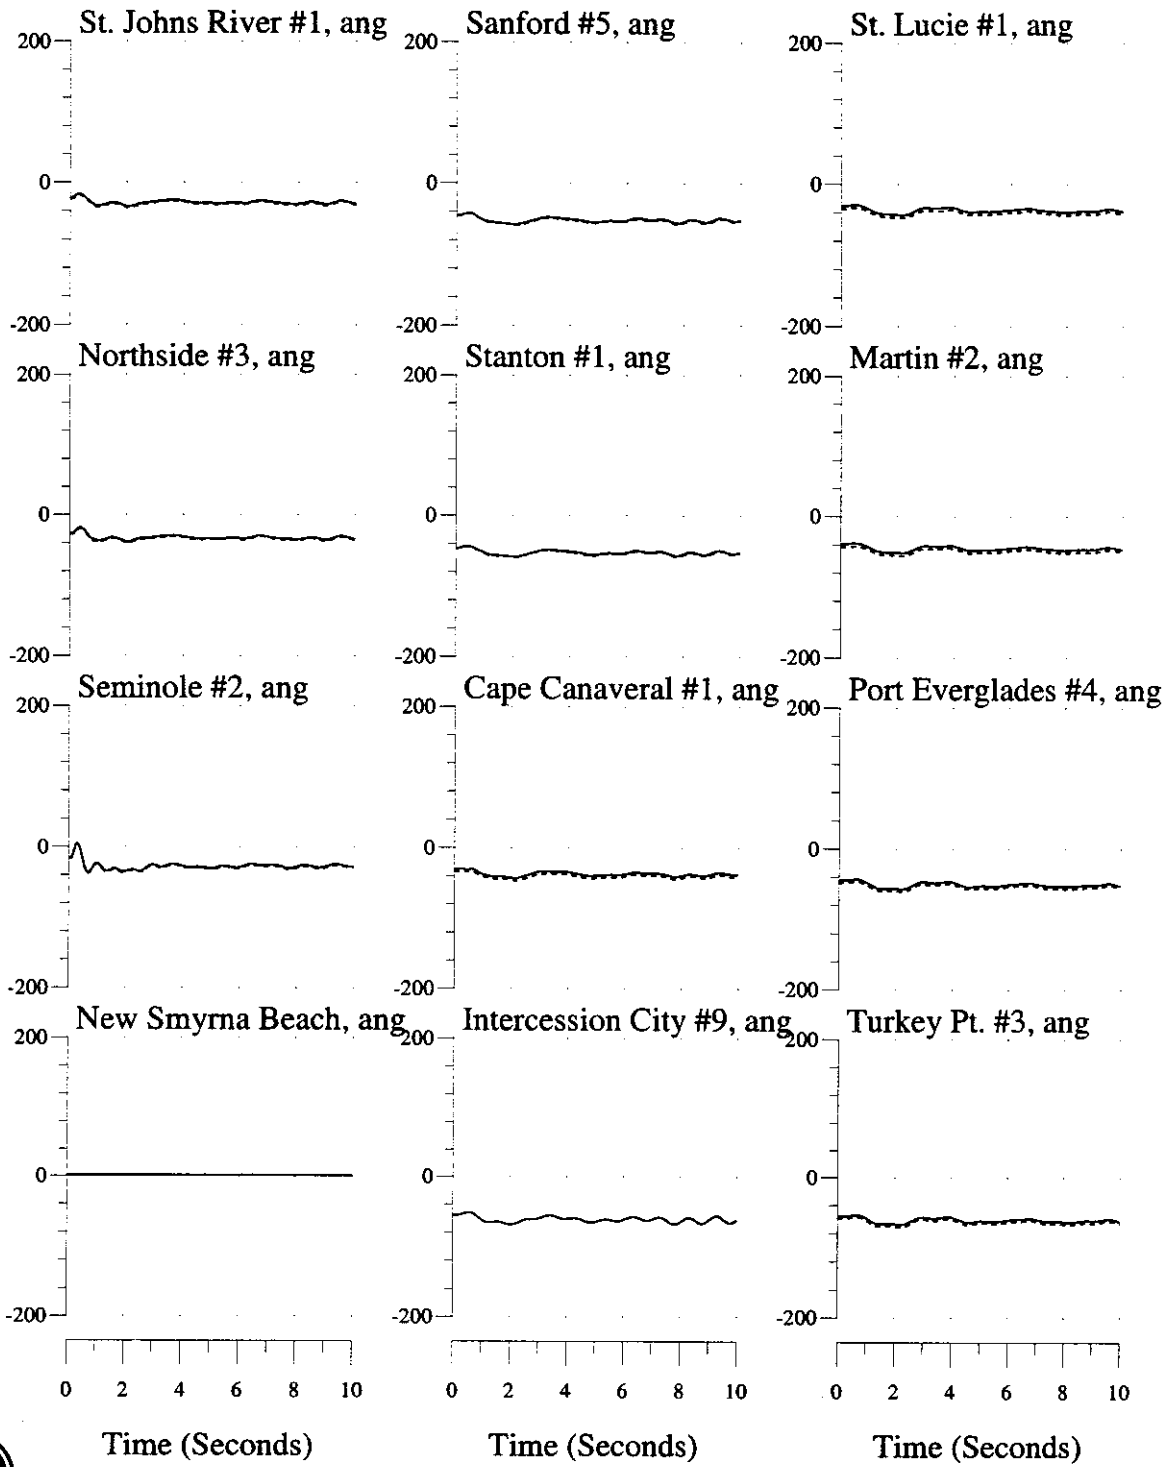 St. Johns River #1, ang
200
0
-200
Sanford #5, ang
200
0
-200
St. Lucie #1, ang
200
0
-200
Northside #3, ang
200
0
-200
Stanton #1, ang
200
0
-200
Martin #2, ang
200
0
-200
Seminole #2, ang
200
0
-200
Cape Canaveral #1, ang
200
0
-200
Port Everglades #4, ang
200
0
-200
New Smyrna Beach, ang
200
0
-200
0 2 4 6 8 10
Time (Seconds)
Intercession City #9, ang
200
0
-200
0 2 4 6 8 10
Time (Seconds)
Turkey Pt. #3, ang
200
0
-200
0 2 4 6 8 10
Time (Seconds)